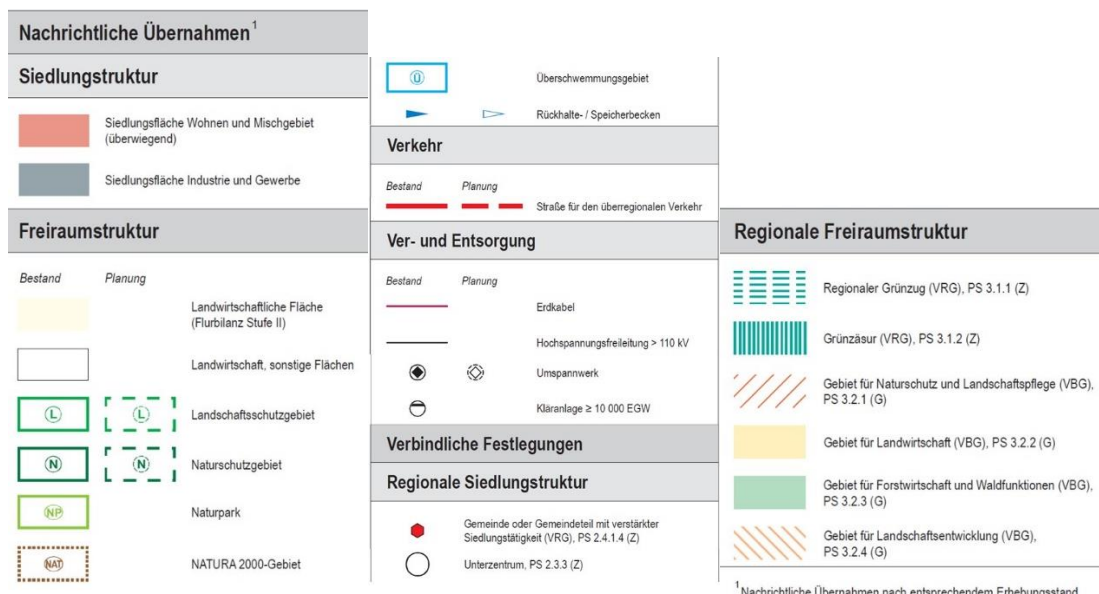 Nachrichtliche Übernahmen¹
Siedlungstruktur
Siedlungsfläche Wohnen und Mischgebiet
(überwiegend)
Siedlungsfläche Industrie und Gewerbe
Freiraumstruktur
Bestand Planung
Landwirtschaftliche Fläche
(Flurbilanz Stufe II)
Landwirtschaft, sonstige Flächen
L L Landschaftsschutzgebiet
N N Naturschutzgebiet
NP Naturpark
NAT NATURA 2000-Gebiet
Ü Überschwemmungsgebiet
Rückhalte- / Speicherbecken
Verkehr
Bestand Planung
Straße für den überregionalen Verkehr
Ver- und Entsorgung
Bestand Planung
Erdkabel
Hochspannungsfreileitung > 110 kV
Umspannwerk
Kläranlage ≥ 10 000 EGW
Verbindliche Festlegungen
Regionale Siedlungstruktur
Gemeinde oder Gemeindeteil mit verstärkter
Siedlungstätigkeit (VRG), PS 2.4.1.4 (Z)
Unterzentrum, PS 2.3.3 (Z)
Regionale Freiraumstruktur
Regionaler Grünzug (VRG), PS 3.1.1 (Z)
Grünzäsur (VRG), PS 3.1.2 (Z)
Gebiet für Naturschutz und Landschaftspflege (VBG),
PS 3.2.1 (G)
Gebiet für Landwirtschaft (VBG), PS 3.2.2 (G)
Gebiet für Forstwirtschaft und Waldfunktionen (VBG),
PS 3.2.3 (G)
Gebiet für Landschaftsentwicklung (VBG),
PS 3.2.4 (G)
¹Nachrichtliche Übernahmen nach entsprechendem Erhebungsstand